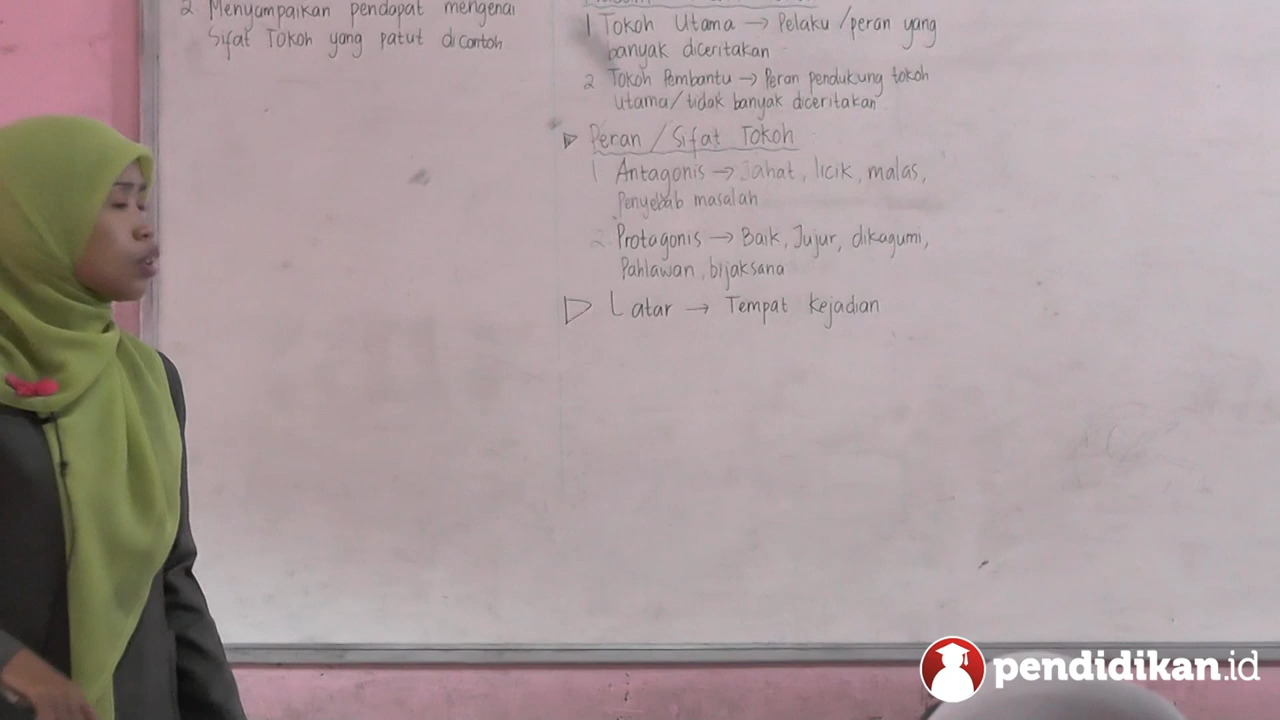 2. Menyampaikan pendapat mengenai
Sifat Tokoh yang patut dicontoh
1 Tokoh Utama → Pelaku /peran yang
banyak diceritakan
2 Tokoh Pembantu → Peran pendukung tokoh
Utama/tidak banyak diceritakan
▷ Peran / Sifat Tokoh
1 Antagonis → Jahat, licik, malas,
Penyebab masalah
2. Protagonis → Baik, Jujur, dikagumi,
Pahlawan, bijaksana
▷ Latar → Tempat Kejadian
pendidikan.id